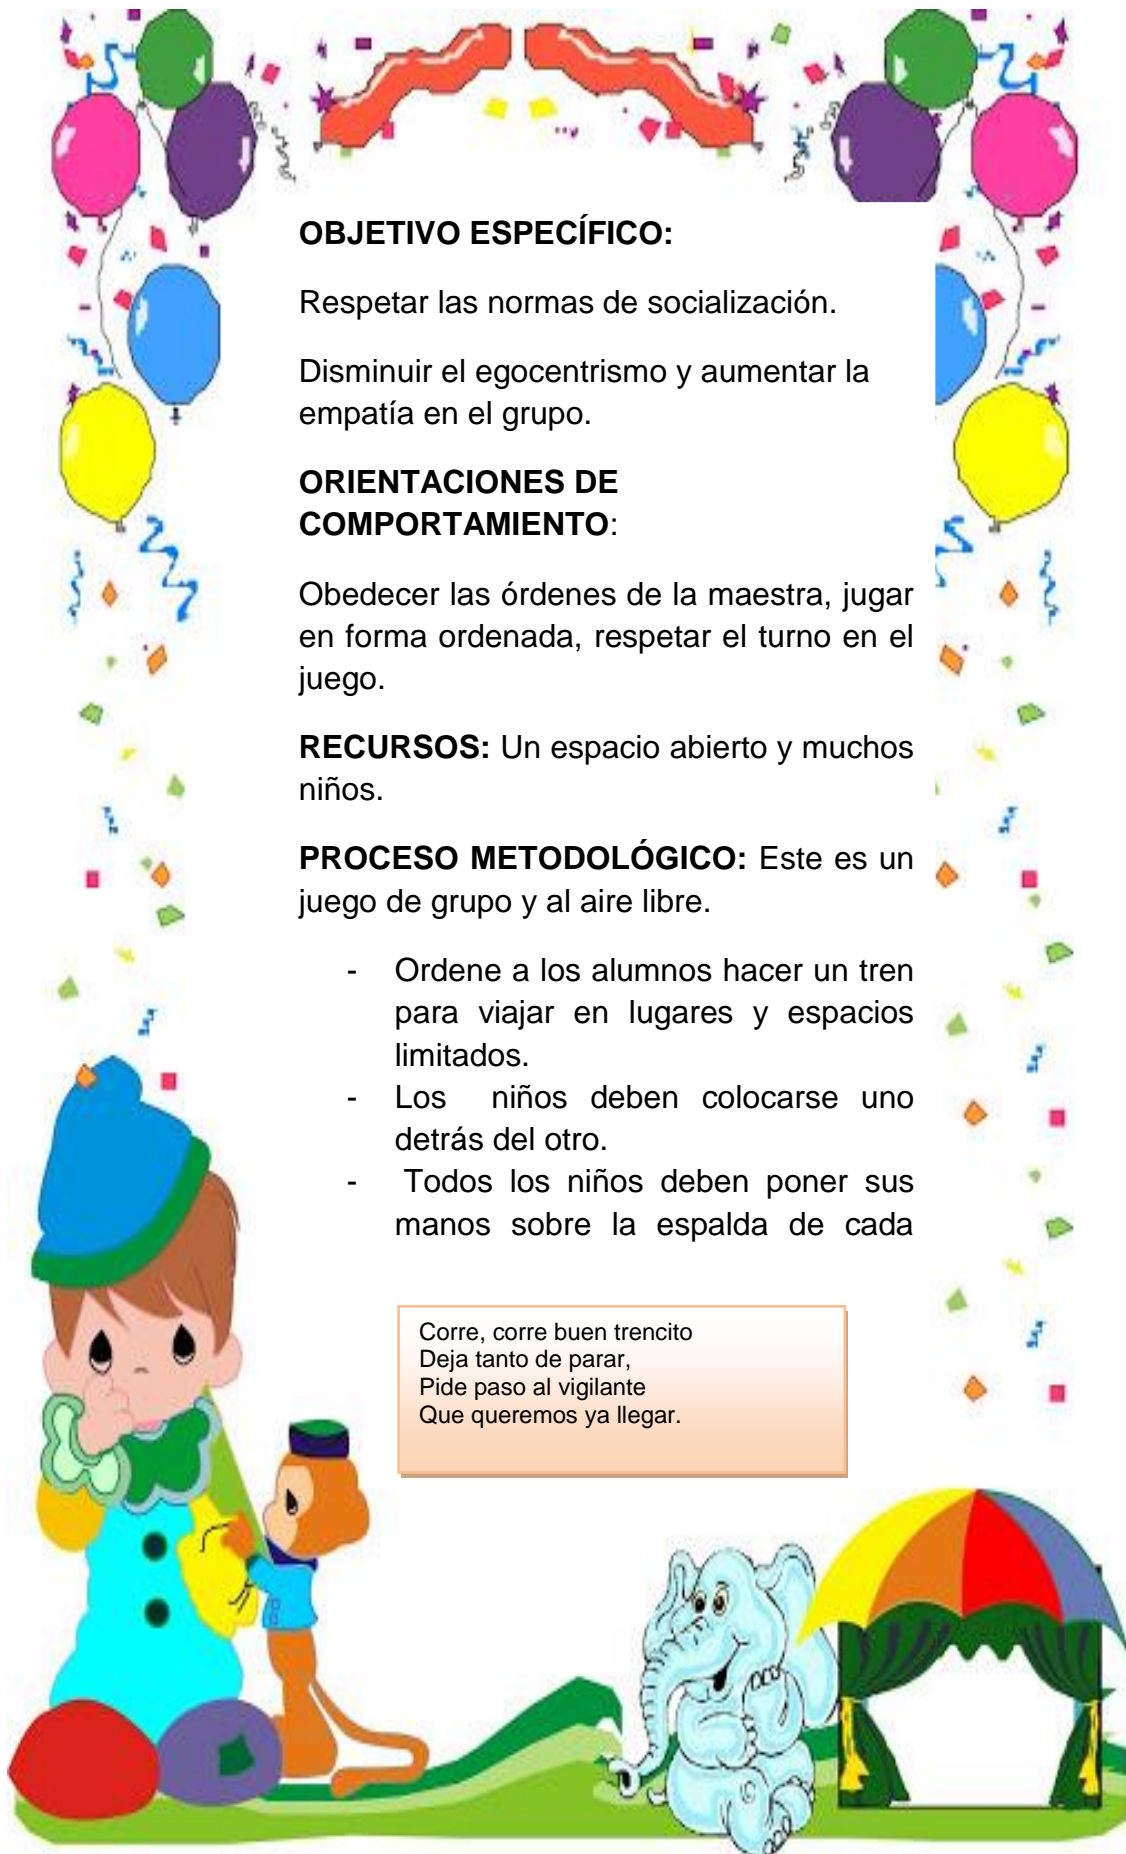 OBJETIVO ESPECÍFICO:
Respetar las normas de socialización.
Disminuir el egocentrismo y aumentar la
empatía en el grupo.
ORIENTACIONES DE
COMPORTAMIENTO:
Obedecer las órdenes de la maestra, jugar
en forma ordenada, respetar el turno en el
juego.
RECURSOS: Un espacio abierto y muchos
niños.
PROCESO METODOLÓGICO: Este es un
juego de grupo y al aire libre.
- Ordene a los alumnos hacer un tren
para viajar en lugares y espacios
limitados.
- Los niños deben colocarse uno
detrás del otro.
- Todos los niños deben poner sus
manos sobre la espalda de cada
Corre, corre buen trencito
Deja tanto de parar,
Pide paso al vigilante
Que queremos ya llegar.